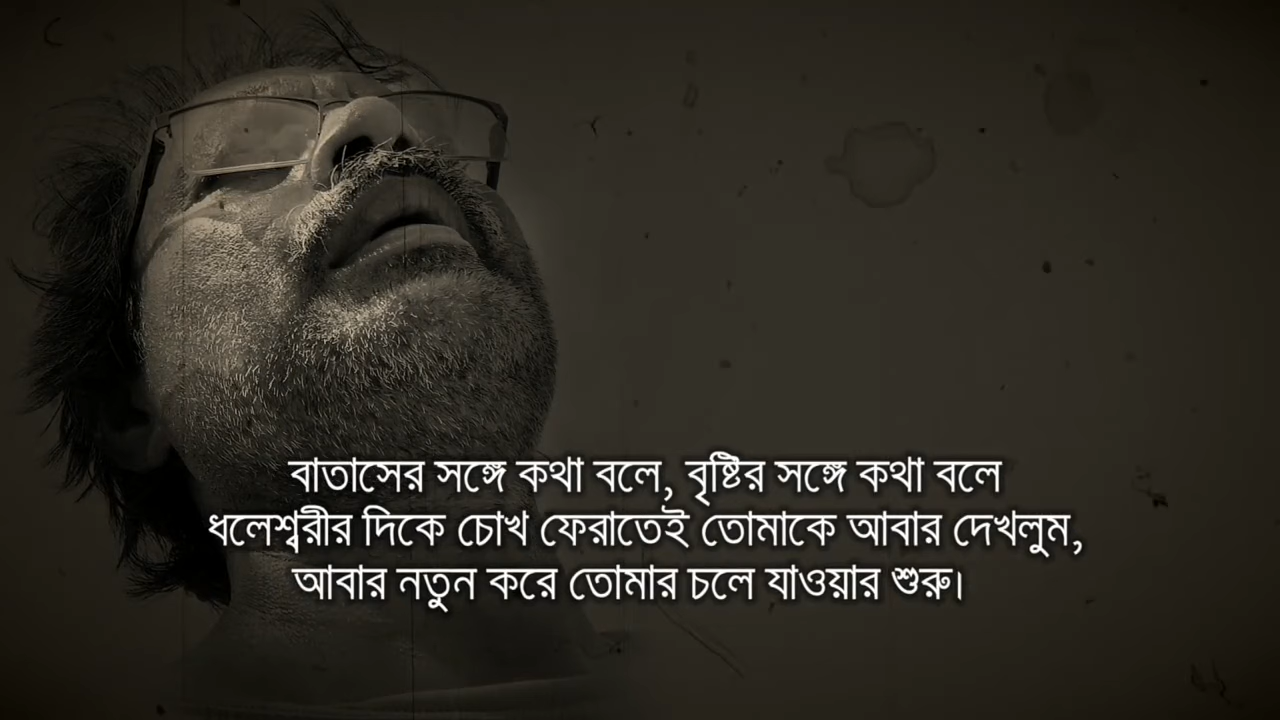 বাতাসের সঙ্গে কথা বলে, বৃষ্টির সঙ্গে কথা বলে
ধলেশ্বরীর দিকে চোখ ফেরাতেই তোমাকে আবার দেখলুম,
আবার নতুন করে তোমার চলে যাওয়ার শুরু।